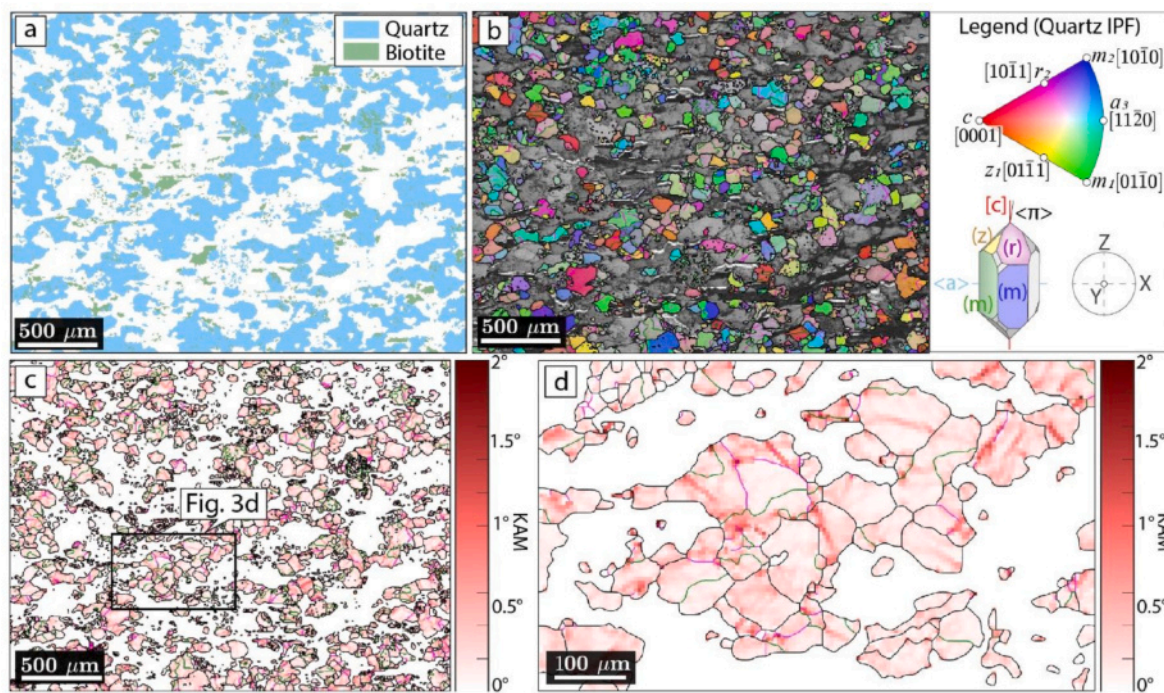 a
Quartz
Biotite
500 μm
b
500 μm
Legend (Quartz IPF)
m₂[101̄0]
[101̄1] r₂
a₃
[112̄0]
c
[0001]
z₁[011̄1]
m₁[011̄0]
[c]
<π>
(z)
(r)
<a>
(m)
(m)
Z
Y
X
c
Fig. 3d
500 μm
2°
1.5°
1°
0.5°
0°
KAM
d
100 μm
2°
1.5°
1°
0.5°
0°
KAM